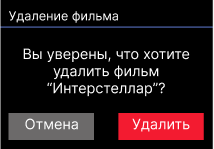 Удаление фильма
Вы уверены, что хотите
удалить фильм
“Интерстеллар”?
Отмена
Удалить